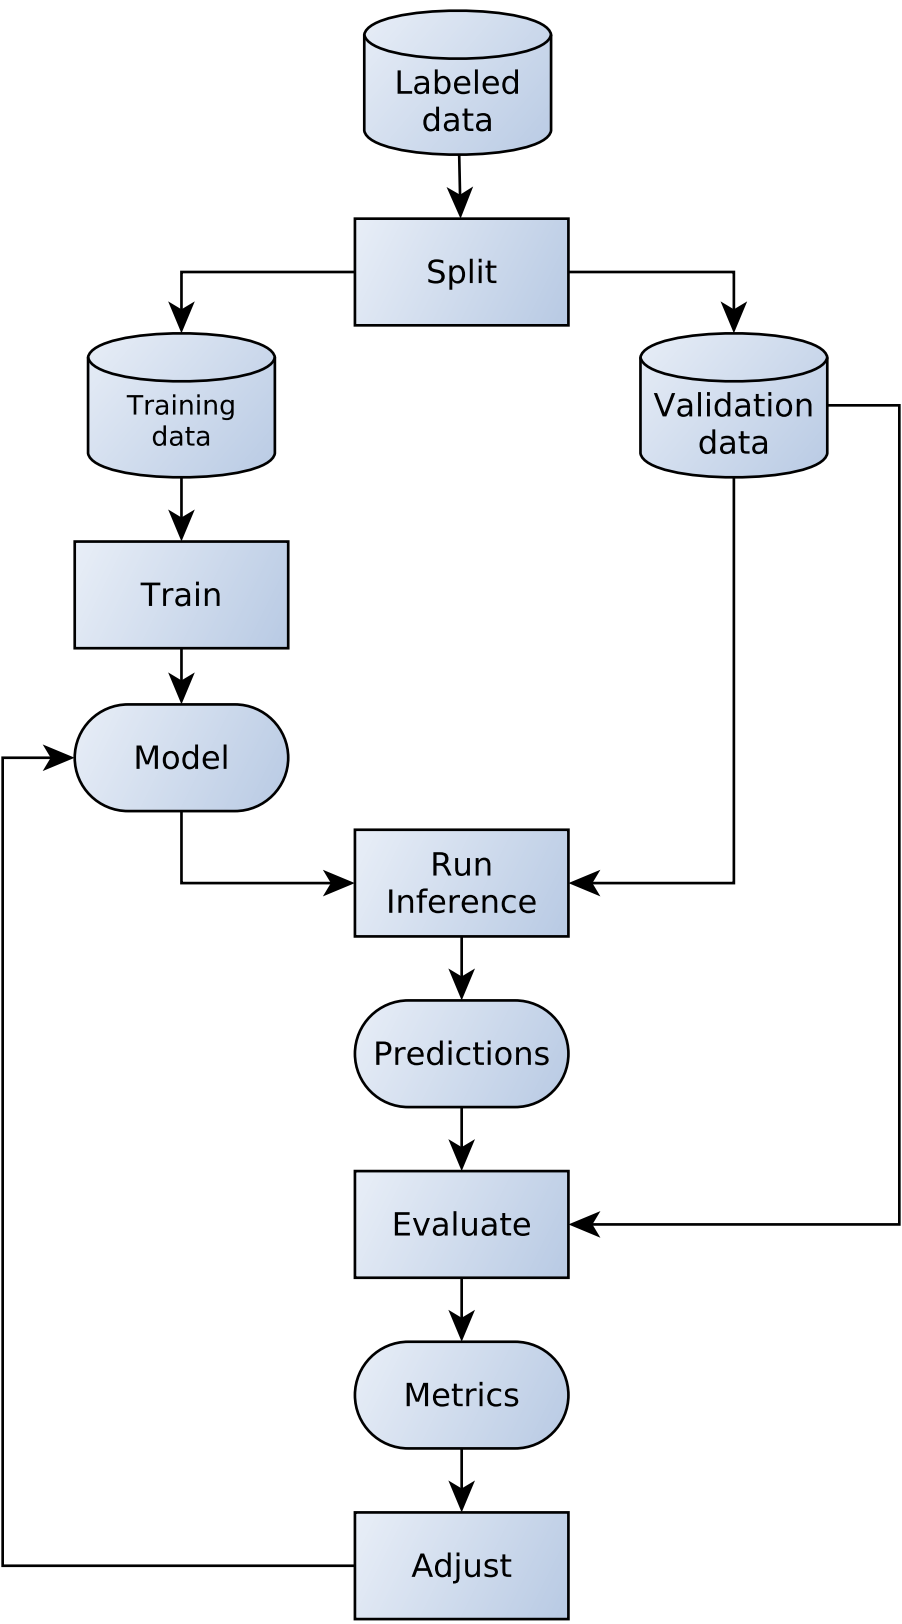 Labeled
data
Split
Training
data
Validation
data
Train
Model
Run
Inference
Predictions
Evaluate
Metrics
Adjust